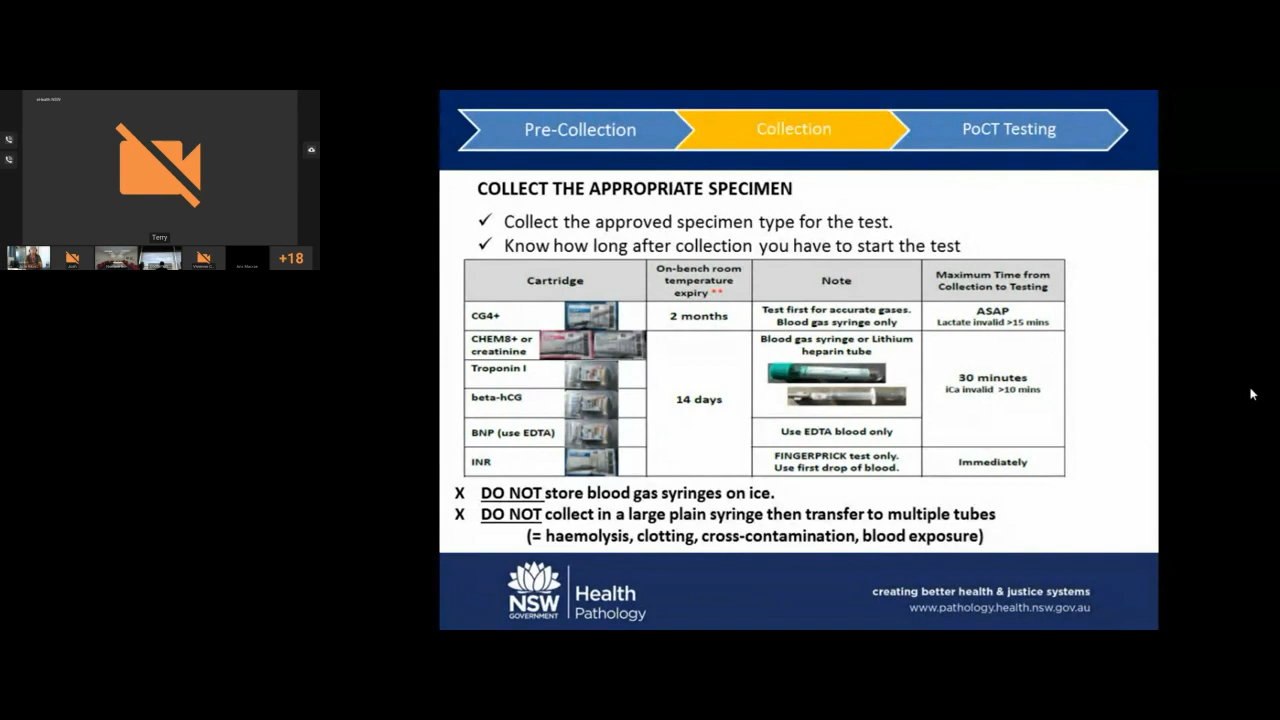 eHealth NSW
Terry
+18
Pre-Collection
Collection
PoCT Testing
COLLECT THE APPROPRIATE SPECIMEN
✓ Collect the approved specimen type for the test.
✓ Know how long after collection you have to start the test
Cartridge
On-bench room
temperature
expiry **
Note
Maximum Time from
Collection to Testing
CG4+
2 months
Test first for accurate gases.
Blood gas syringe only
ASAP
Lactate invalid >15 mins
CHEM8+ or
creatinine
Blood gas syringe or Lithium
heparin tube
Troponin I
30 minutes
iCa invalid >10 mins
beta-hCG
14 days
BNP (use EDTA)
Use EDTA blood only
INR
FINGERPRICK test only.
Use first drop of blood.
Immediately
X DO NOT store blood gas syringes on ice.
X DO NOT collect in a large plain syringe then transfer to multiple tubes
(= haemolysis, clotting, cross-contamination, blood exposure)
NSW
GOVERNMENT
Health
Pathology
creating better health & justice systems
www.pathology.health.nsw.gov.au